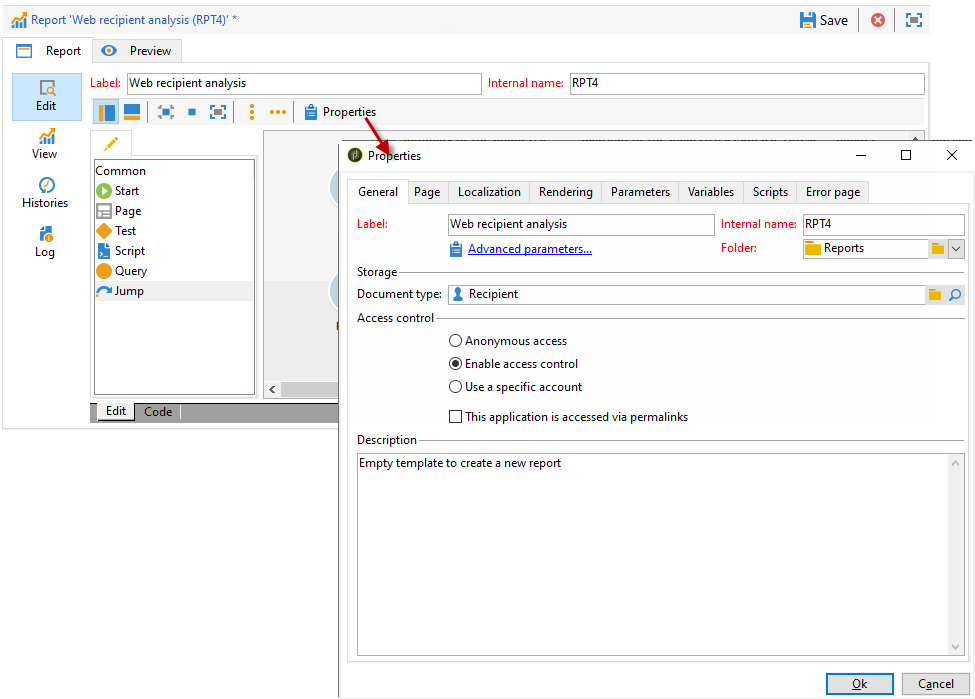 Report 'Web recipient analysis (RPT4)' *
Save
Report
Preview
Edit
View
Histories
Log
Label: Web recipient analysis
Internal name: RPT4
Properties
Common
Start
Page
Test
Script
Query
Jump
Edit
Code
Properties
General
Page
Localization
Rendering
Parameters
Variables
Scripts
Error page
Label: Web recipient analysis
Internal name: RPT4
Advanced parameters...
Folder: Reports
Storage
Document type: Recipient
Access control
Anonymous access
Enable access control
Use a specific account
This application is accessed via permalinks
Description
Empty template to create a new report
Ok
Cancel